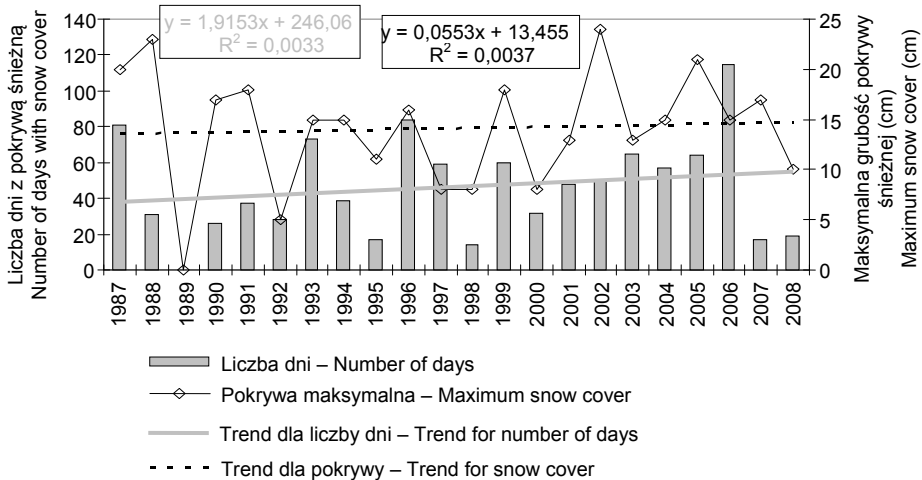 y = 1,9153x + 246,06
R² = 0,0033
y = 0,0553x + 13,455
R² = 0,0037
Liczba dni z pokrywą śnieżną
Number of days with snow cover
140
120
100
80
60
40
20
0
25
20
15
10
5
0
Maksymalna grubość pokrywy
śnieżnej (cm)
Maximum snow cover (cm)
1987
1988
1989
1990
1991
1992
1993
1994
1995
1996
1997
1998
1999
2000
2001
2002
2003
2004
2005
2006
2007
2008
Liczba dni – Number of days
Pokrywa maksymalna – Maximum snow cover
Trend dla liczby dni – Trend for number of days
Trend dla pokrywy – Trend for snow cover